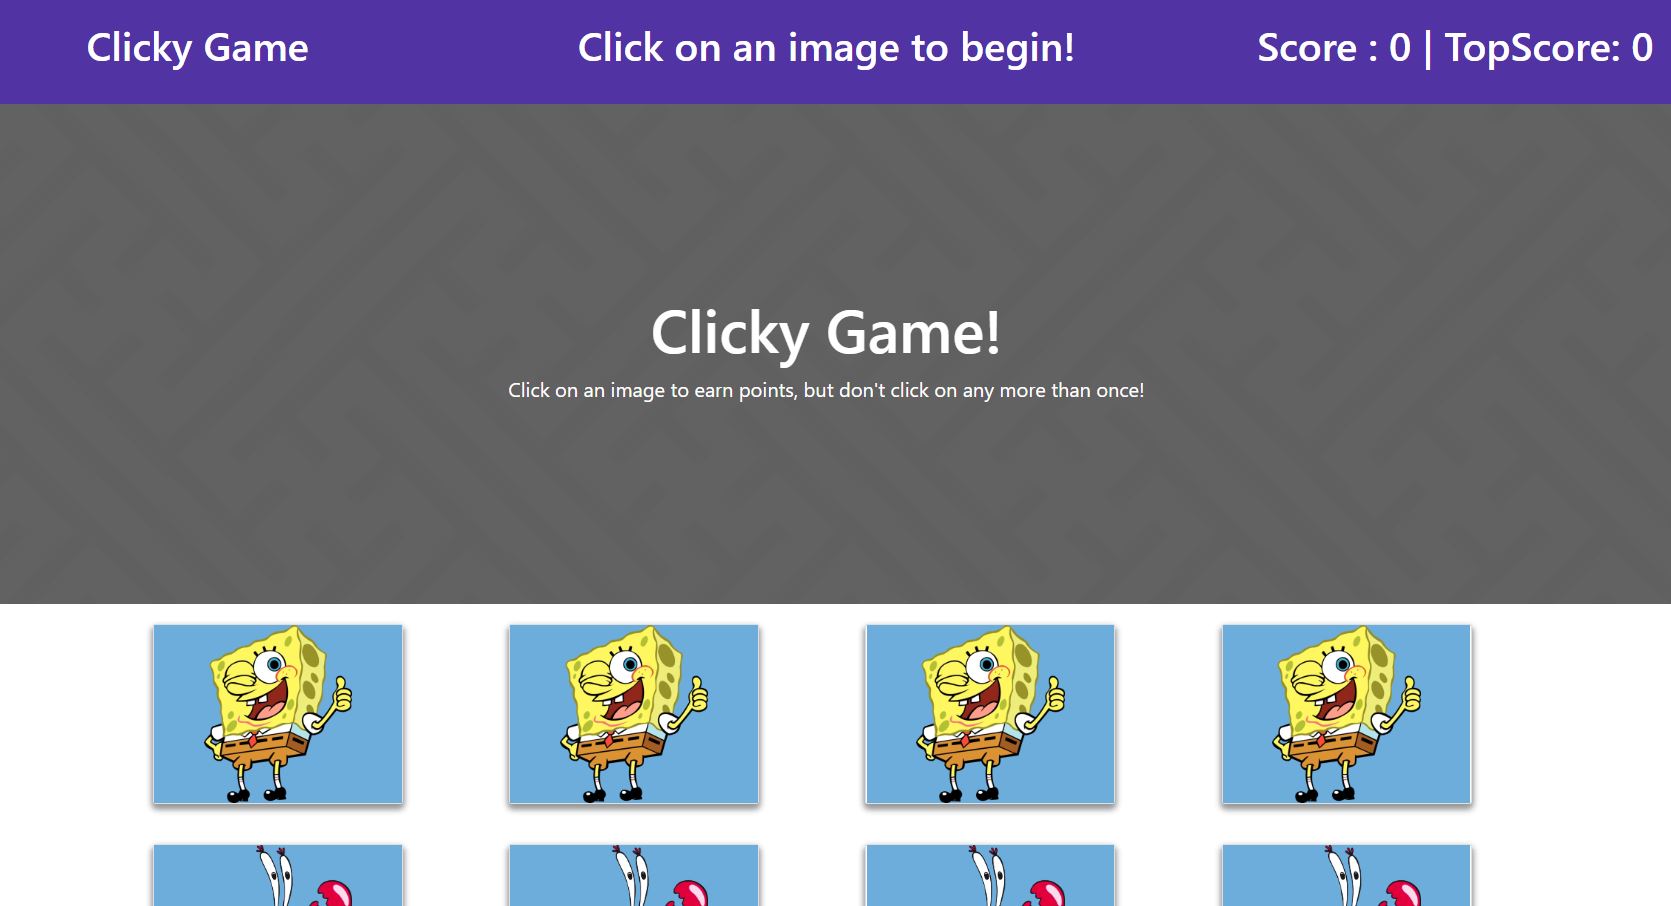 Clicky Game
Click on an image to begin!
Score : 0 | TopScore: 0
Clicky Game!
Click on an image to earn points, but don't click on any more than once!